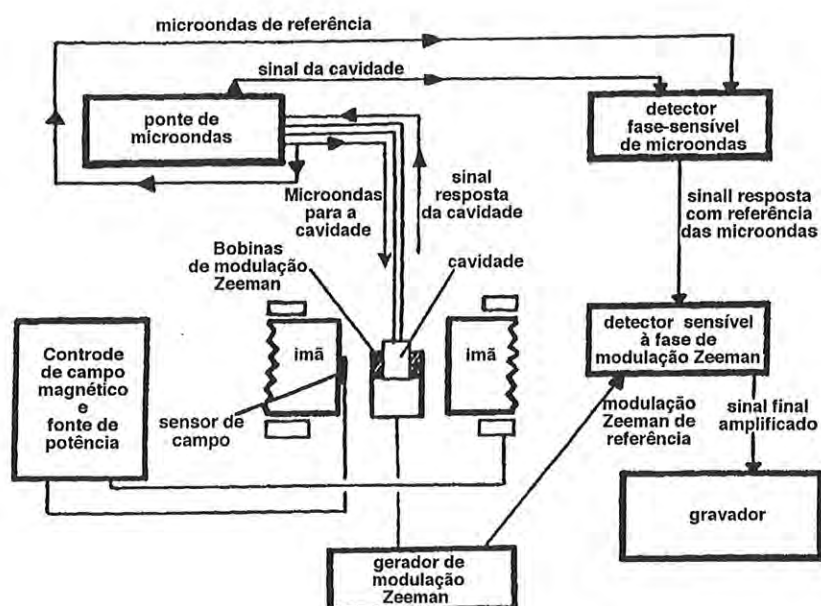 microondas de referência
sinal da cavidade
ponte de
microondas
detector
fase-sensível
de microondas
Microondas
para a
cavidade
sinal
resposta
da cavidade
sinall resposta
com referência
das microondas
Bobinas
de modulação
Zeeman
cavidade
Controde
de campo
magnético
e
fonte de
potência
imã
imã
detector sensível
à fase de
modulação Zeeman
sensor de
campo
modulação
Zeeman de
referência
sinal final
amplificado
gravador
gerador de
modulação
Zeeman